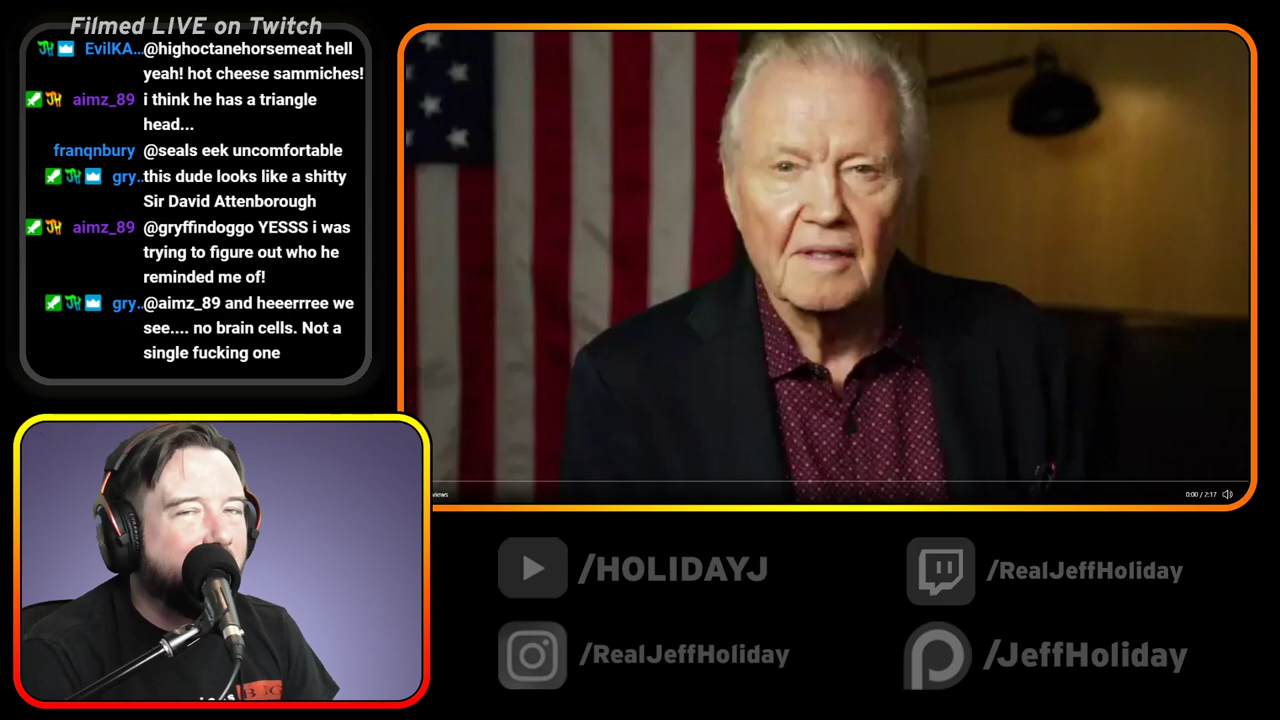 Filmed LIVE on Twitch
EvilKA... @highoctanehorsemeat hell
yeah! hot cheese sammiches!
aimz_89 i think he has a triangle
head...
franqnbury @seals eek uncomfortable
gry... this dude looks like a shitty
Sir David Attenborough
aimz_89 @gryffindoggo YESSS i was
trying to figure out who he
reminded me of!
gry... @aimz_89 and heeerrree we
see.... no brain cells. Not a
single fucking one
views
0:00 / 2:17
/HOLIDAYJ
/RealJeffHoliday
/RealJeffHoliday
/JeffHoliday